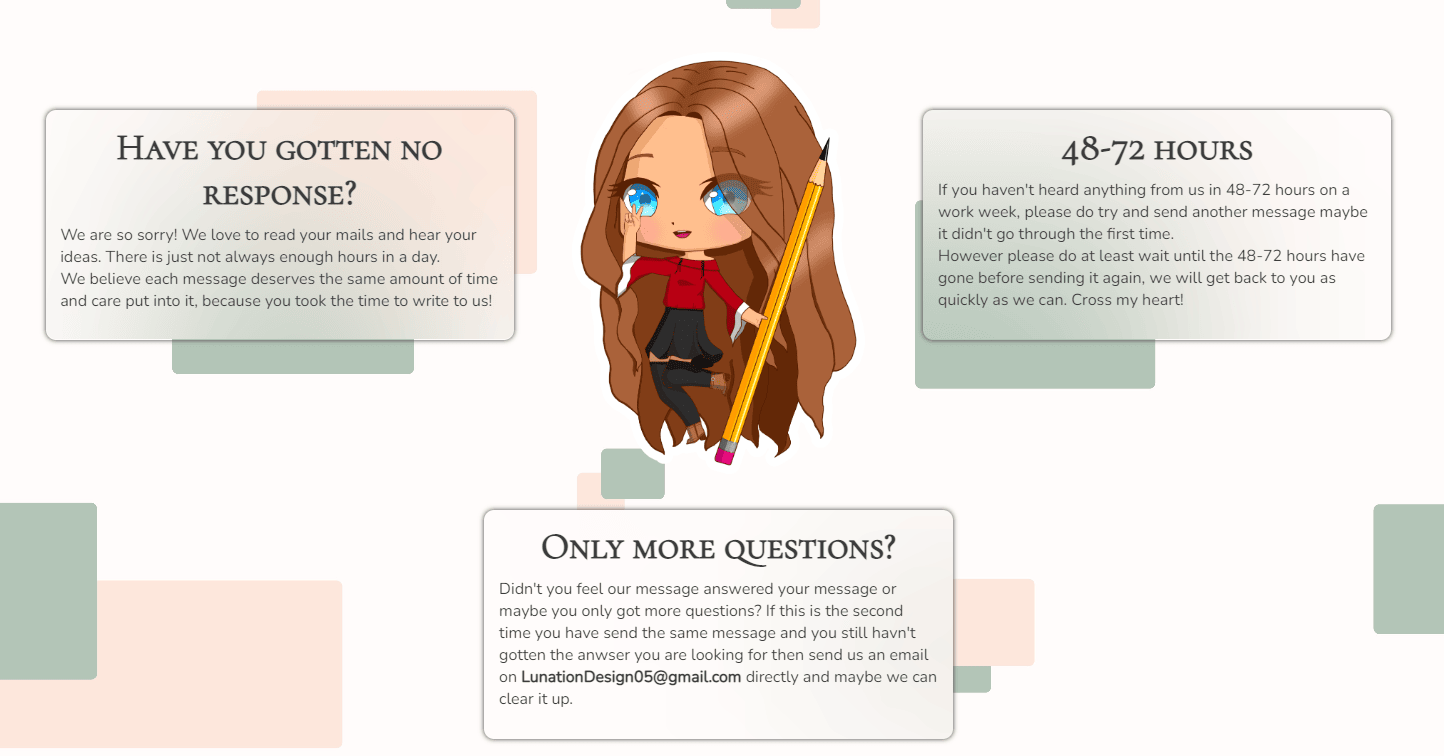 Have you gotten no
response?
We are so sorry! We love to read your mails and hear your
ideas. There is just not always enough hours in a day.
We believe each message deserves the same amount of time
and care put into it, because you took the time to write to us!
48-72 hours
If you haven't heard anything from us in 48-72 hours on a
work week, please do try and send another message maybe
it didn't go through the first time.
However please do at least wait until the 48-72 hours have
gone before sending it again, we will get back to you as
quickly as we can. Cross my heart!
Only more questions?
Didn't you feel our message answered your message or
maybe you only got more questions? If this is the second
time you have send the same message and you still havn't
gotten the anwser you are looking for then send us an email
on LunationDesign05@gmail.com directly and maybe we can
clear it up.